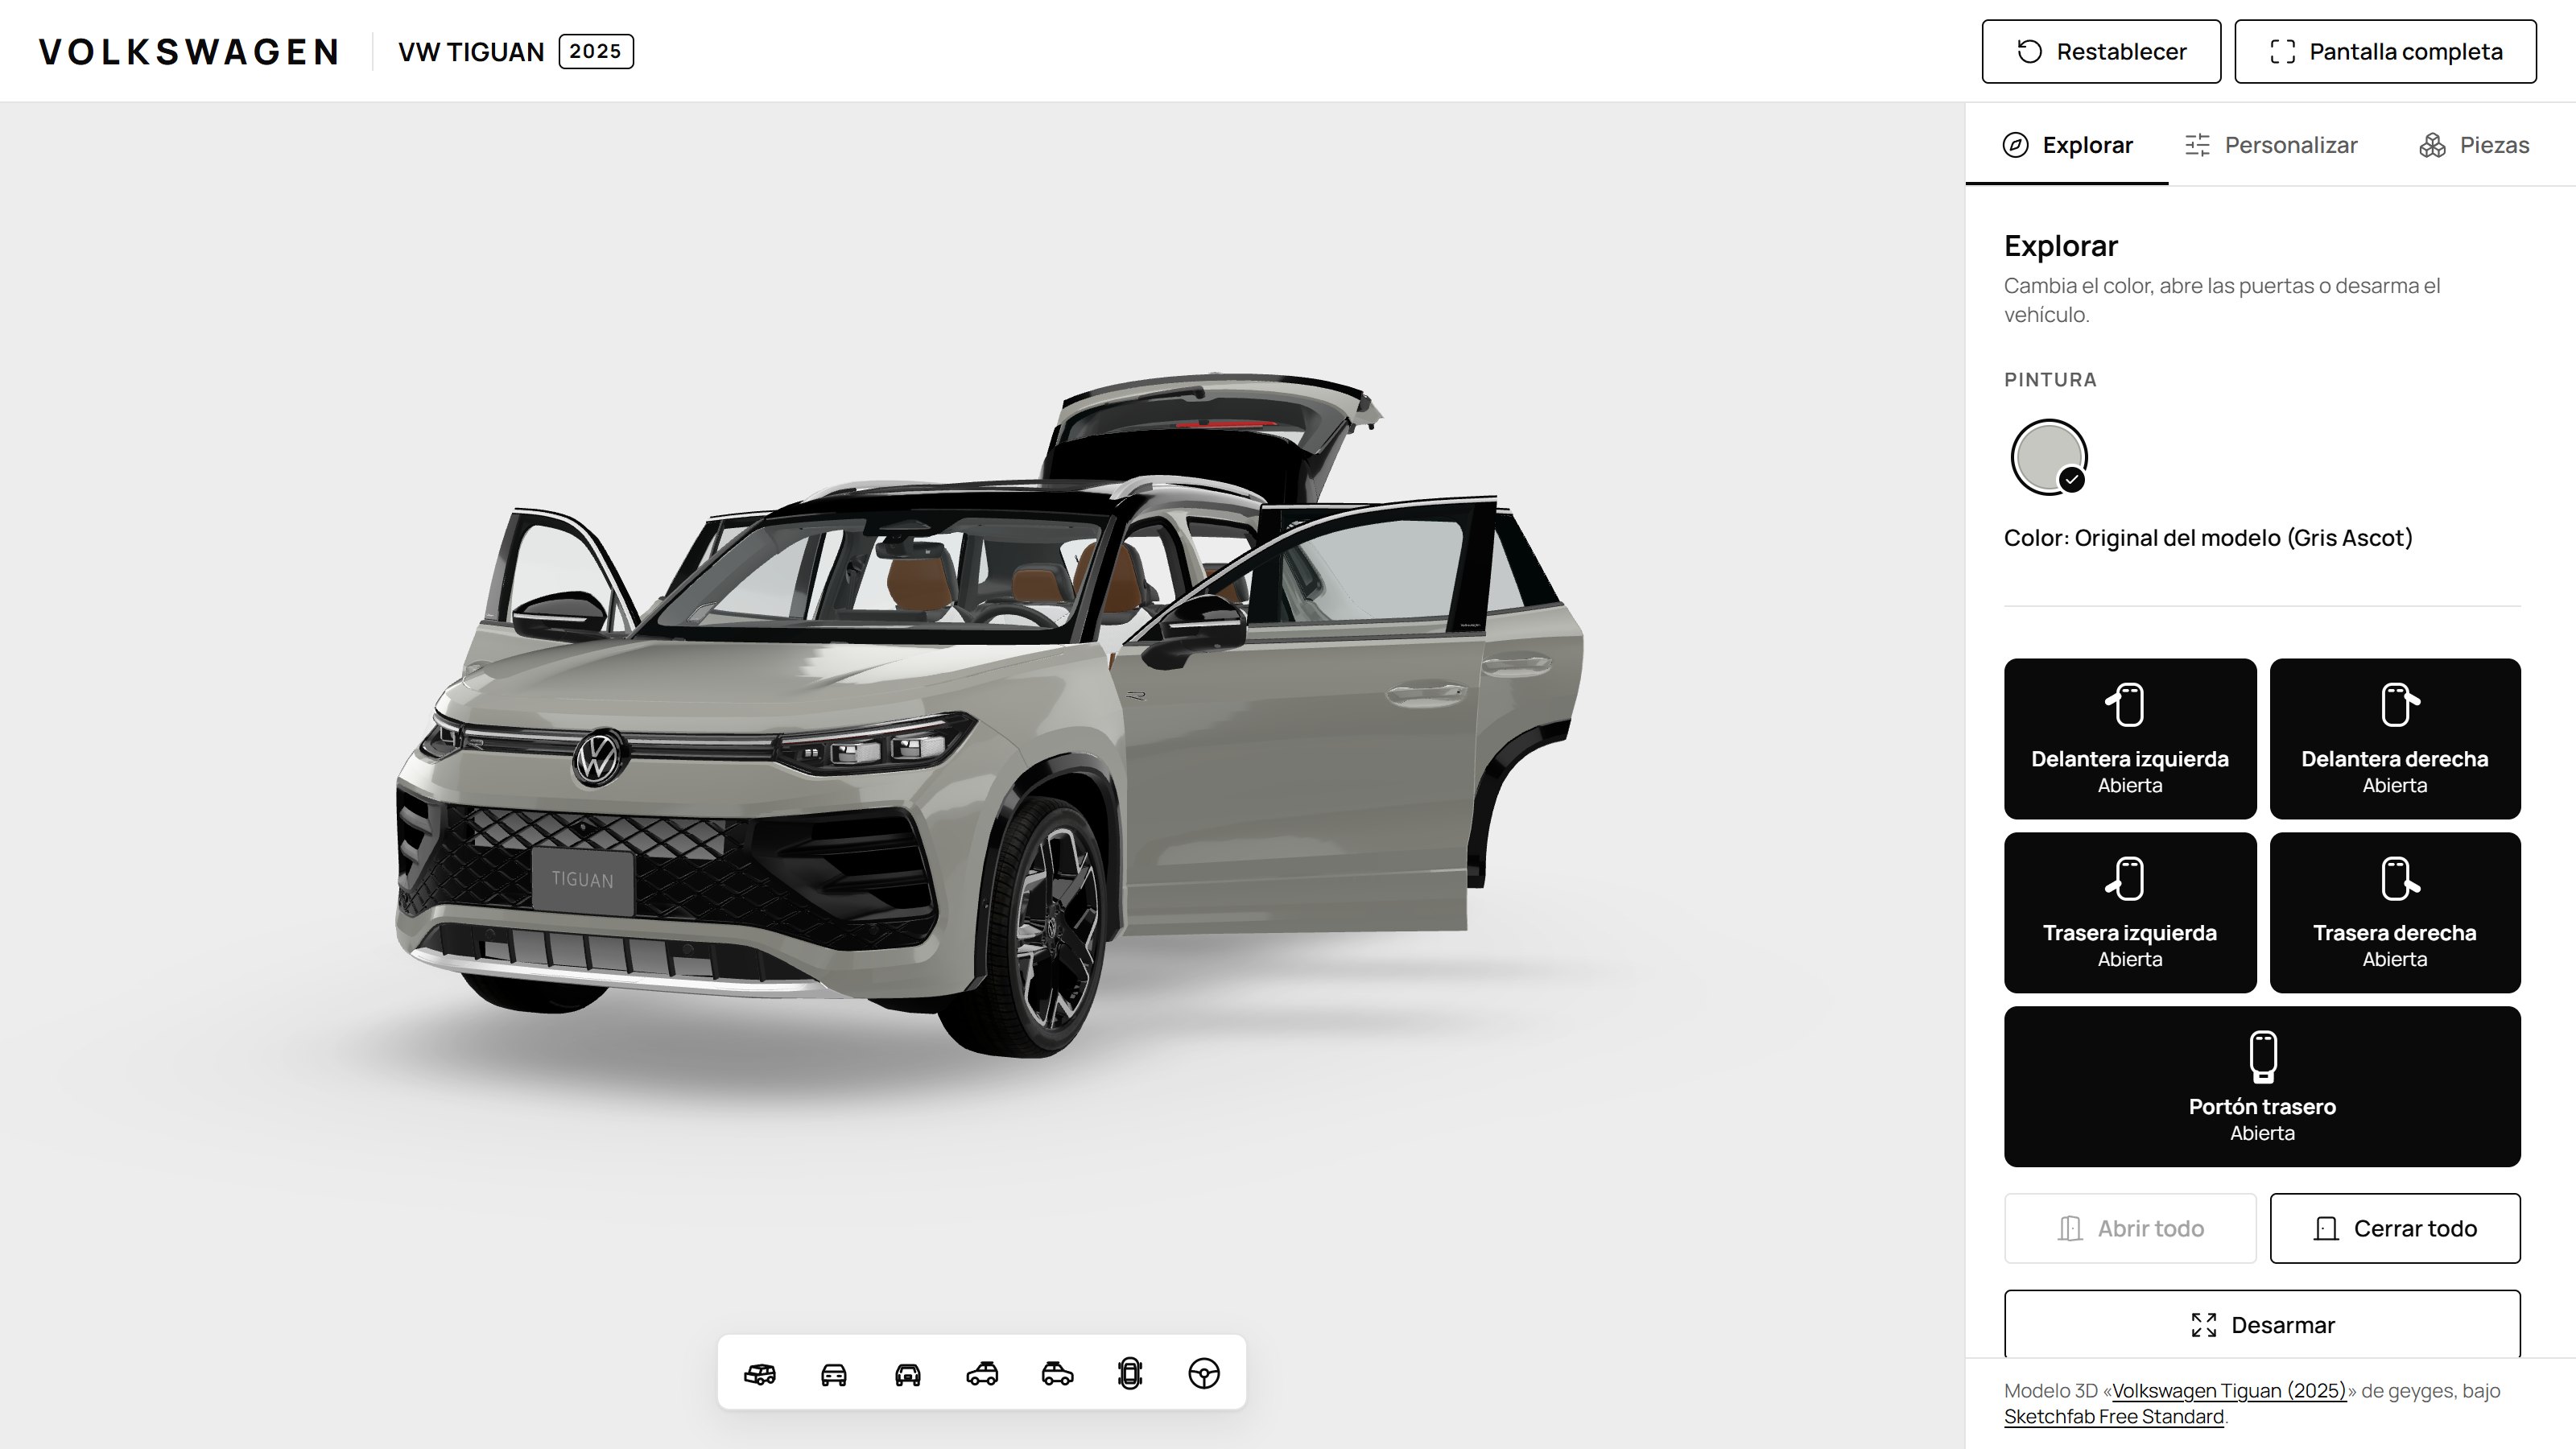 VOLKSWAGEN
VW TIGUAN 2025
Restablecer
Pantalla completa
Explorar
Personalizar
Piezas
Explorar
Cambia el color, abre las puertas o desarma el
vehículo.
PINTURA
Color: Original del modelo (Gris Ascot)
Delantera izquierda
Abierta
Delantera derecha
Abierta
Trasera izquierda
Abierta
Trasera derecha
Abierta
Portón trasero
Abierta
Abrir todo
Cerrar todo
Desarmar
Modelo 3D «Volkswagen Tiguan (2025)» de geyges, bajo
Sketchfab Free Standard.
TIGUAN